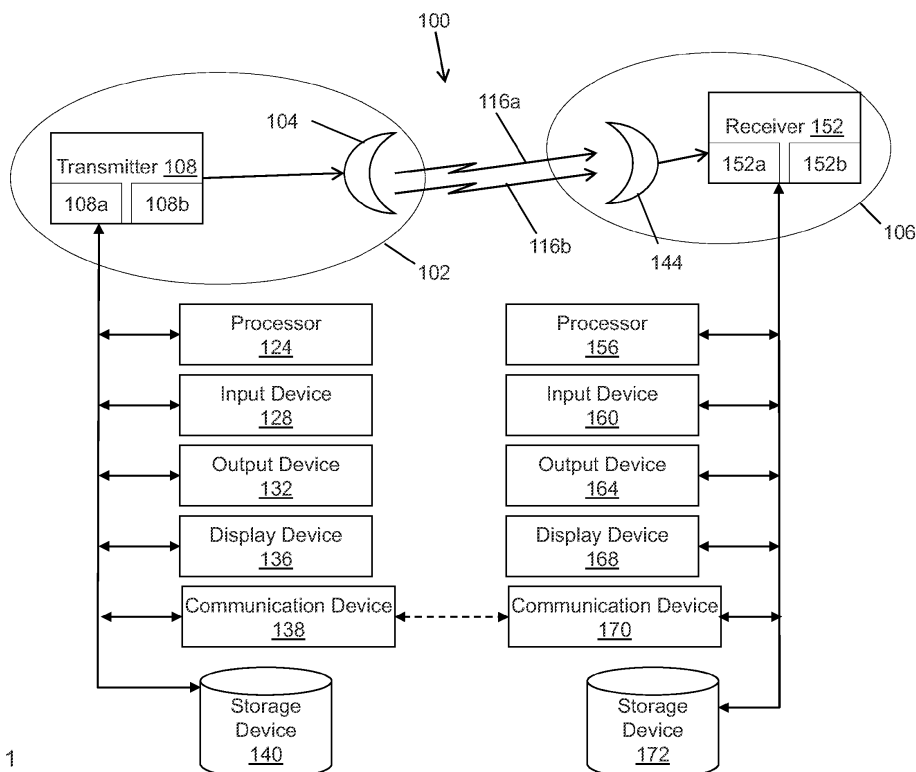 100
116a
104
Transmitter 108
108a
108b
Receiver 152
152a
152b
106
116b
144
102
Processor
124
Processor
156
Input Device
128
Input Device
160
Output Device
132
Output Device
164
Display Device
136
Display Device
168
Communication Device
138
Communication Device
170
Storage
Device
140
Storage
Device
172
1